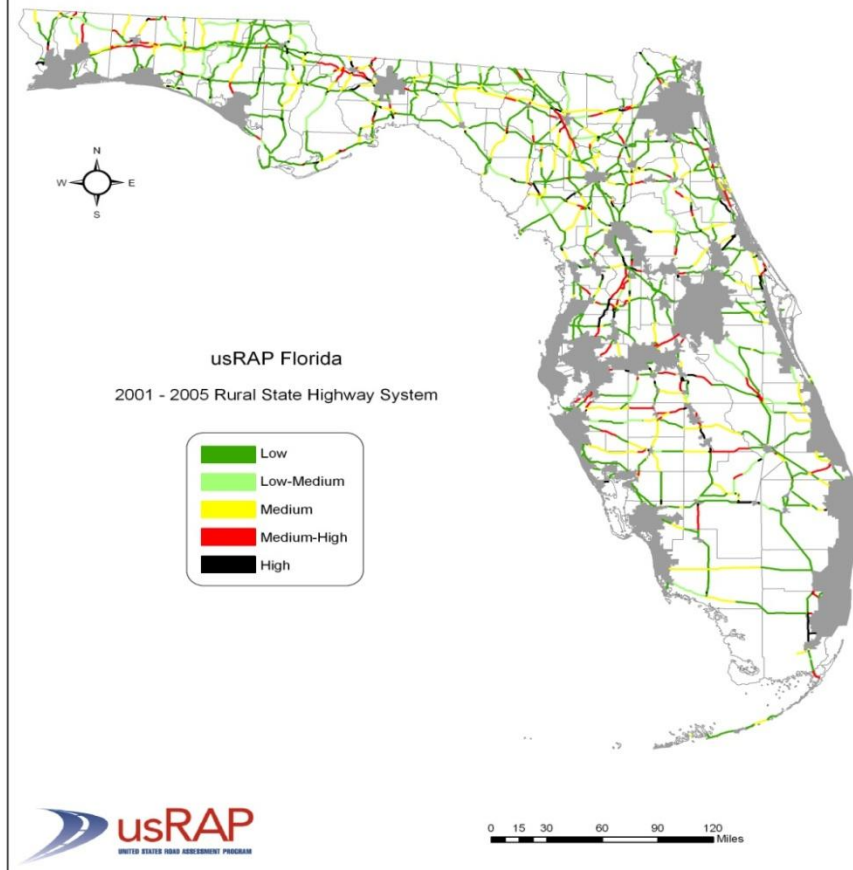 N
W E
S
usRAP Florida
2001 - 2005 Rural State Highway System
Low
Low-Medium
Medium
Medium-High
High
usRAP
UNITED STATES ROAD ASSESSMENT PROGRAM
0 15 30 60 90 120
Miles